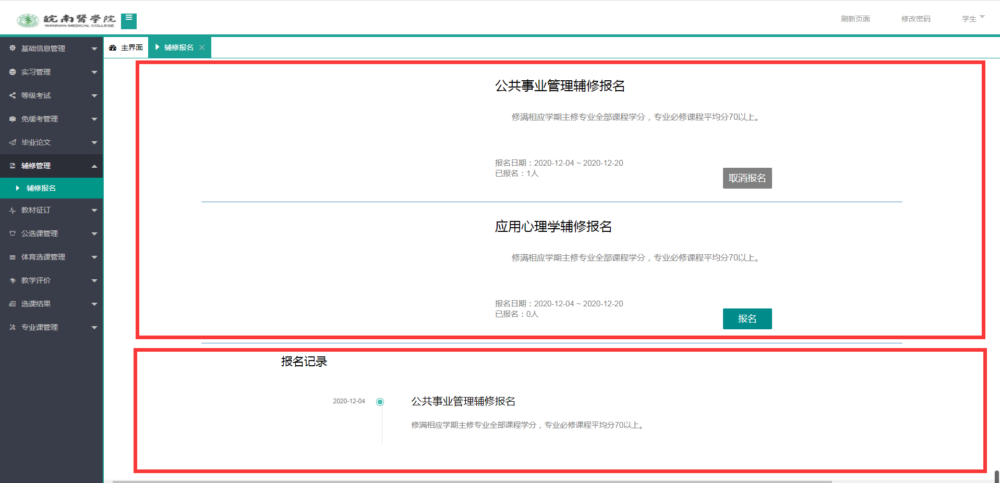 皖南醫學院
WANNAN MEDICAL COLLEGE
刷新页面
修改密码
学生
基础信息管理
实习管理
等级考试
免缓考管理
毕业论文
辅修管理
辅修报名
教材征订
公选课管理
体育选课管理
教学评价
选课结果
专业课管理
主界面
辅修报名
公共事业管理辅修报名
修满相应学期主修专业全部课程学分，专业必修课程平均分70以上。
报名日期：2020-12-04 ~ 2020-12-20
已报名：1人
取消报名
应用心理学辅修报名
修满相应学期主修专业全部课程学分，专业必修课程平均分70以上。
报名日期：2020-12-04 ~ 2020-12-20
已报名：0人
报名
报名记录
2020-12-04
公共事业管理辅修报名
修满相应学期主修专业全部课程学分，专业必修课程平均分70以上。